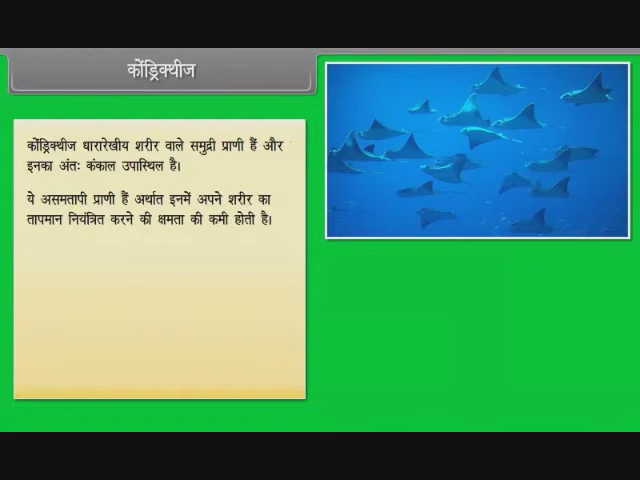 कोंड्रिक्थीज
कोंड्रिक्थीज धारारेखीय शरीर वाले समुद्री प्राणी हैं और
इनका अंतः कंकाल उपास्थिल है।
ये असमतापी प्राणी हैं अर्थात इनमें अपने शरीर का
तापमान नियंत्रित करने की क्षमता की कमी होती है।